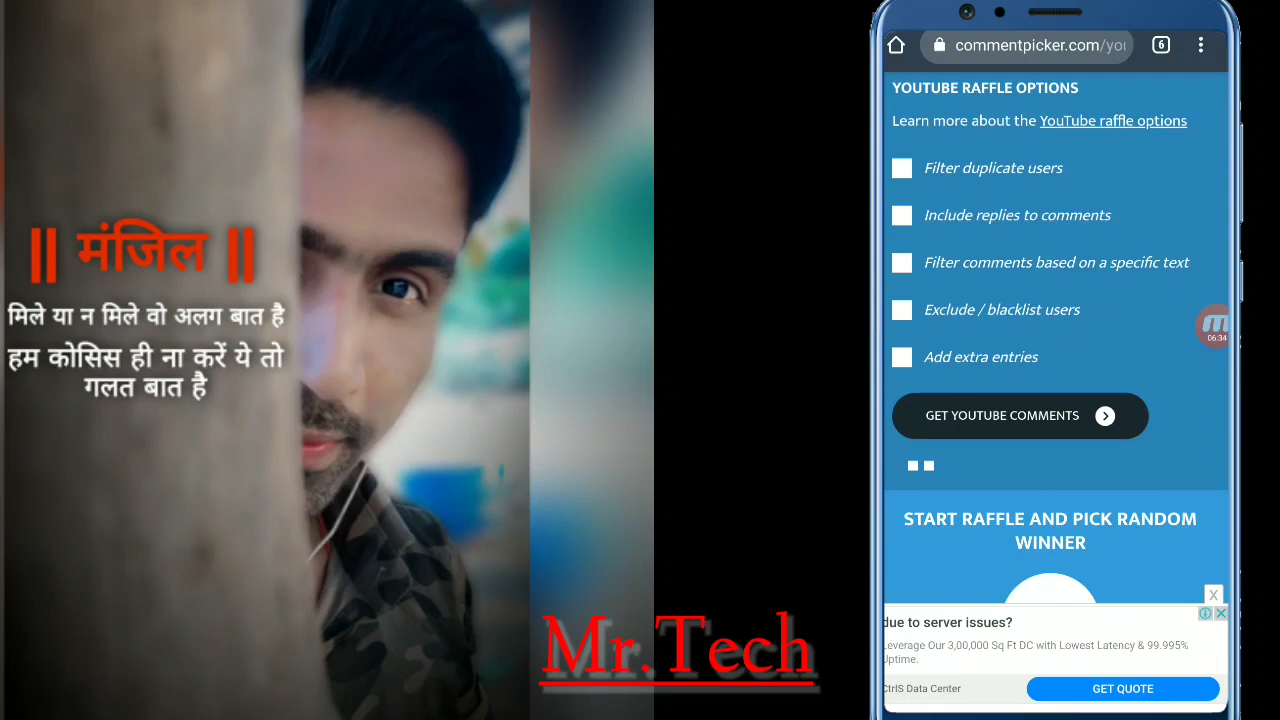 || मंजिल ||
मिले या न मिले वो अलग बात है
हम कोसिस ही ना करें ये तो
गलत बात है
Mr.Tech
commentpicker.com/you
6
YOUTUBE RAFFLE OPTIONS
Learn more about the YouTube raffle options
Filter duplicate users
Include replies to comments
Filter comments based on a specific text
Exclude / blacklist users
06:34
Add extra entries
GET YOUTUBE COMMENTS
START RAFFLE AND PICK RANDOM
WINNER
X
due to server issues?
Leverage Our 3,00,000 Sq Ft DC with Lowest Latency & 99.995%
Uptime.
CtrlS Data Center
GET QUOTE